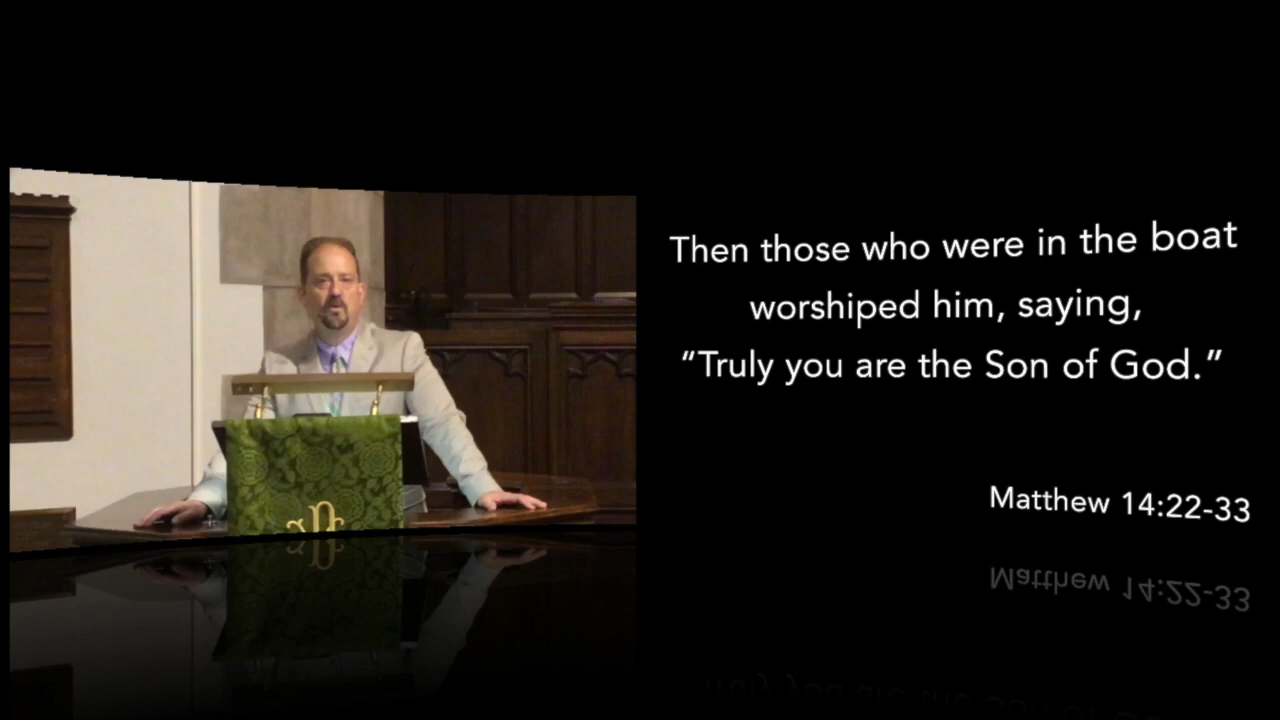 Then those who were in the boat
worshiped him, saying,
“Truly you are the Son of God.”
Matthew 14:22-33